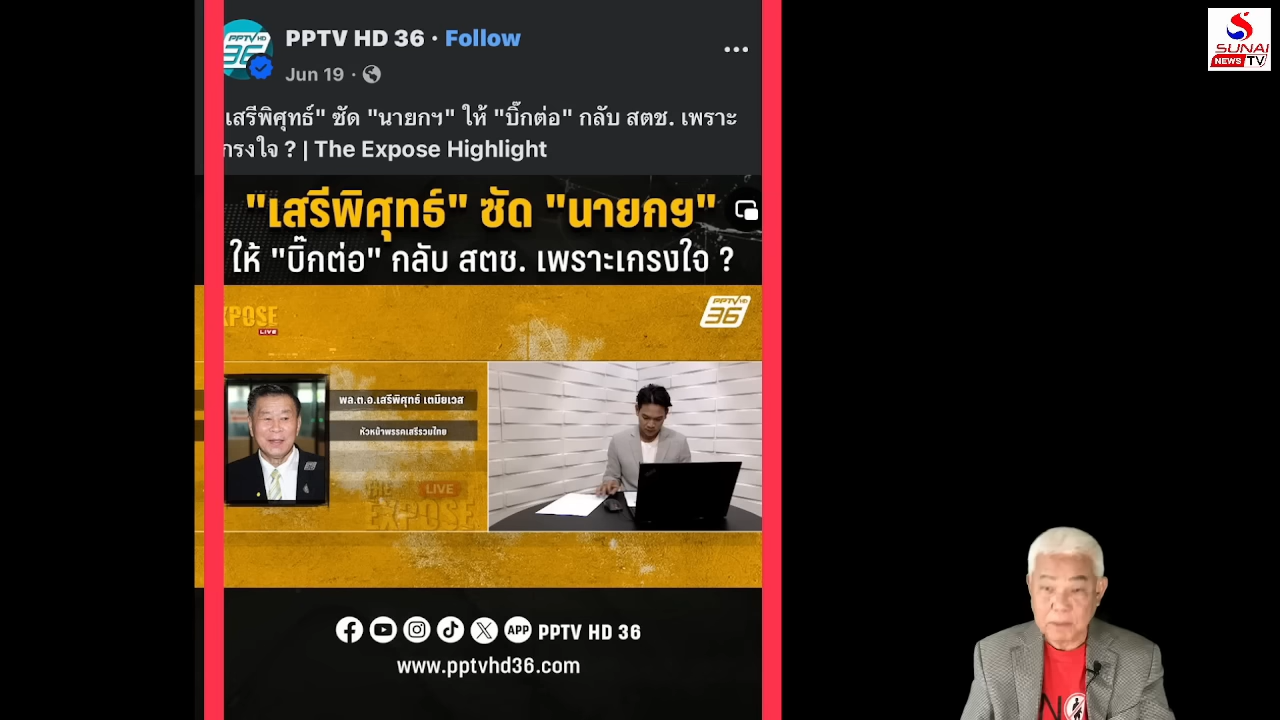 PPTV HD 36 · Follow
Jun 19 ·
เสรีพิศุทธ์" ซัด "นายกฯ" ให้ "บิ๊กต่อ" กลับ สตช. เพราะ
กรงใจ ? | The Expose Highlight
"เสรีพิศุทธ์" ซัด "นายกฯ"
ให้ "บิ๊กต่อ" กลับ สตช. เพราะเกรงใจ ?
XPOSE
LIVE
PPTV HD
36
พล.ต.อ.เสรีพิศุทธ์ เตมียเวส
หัวหน้าพรรคเสรีรวมไทย
THE
LIVE
EXPOSE
APP PPTV HD 36
www.pptvhd36.com
SUNAI
NEWS TV
NO